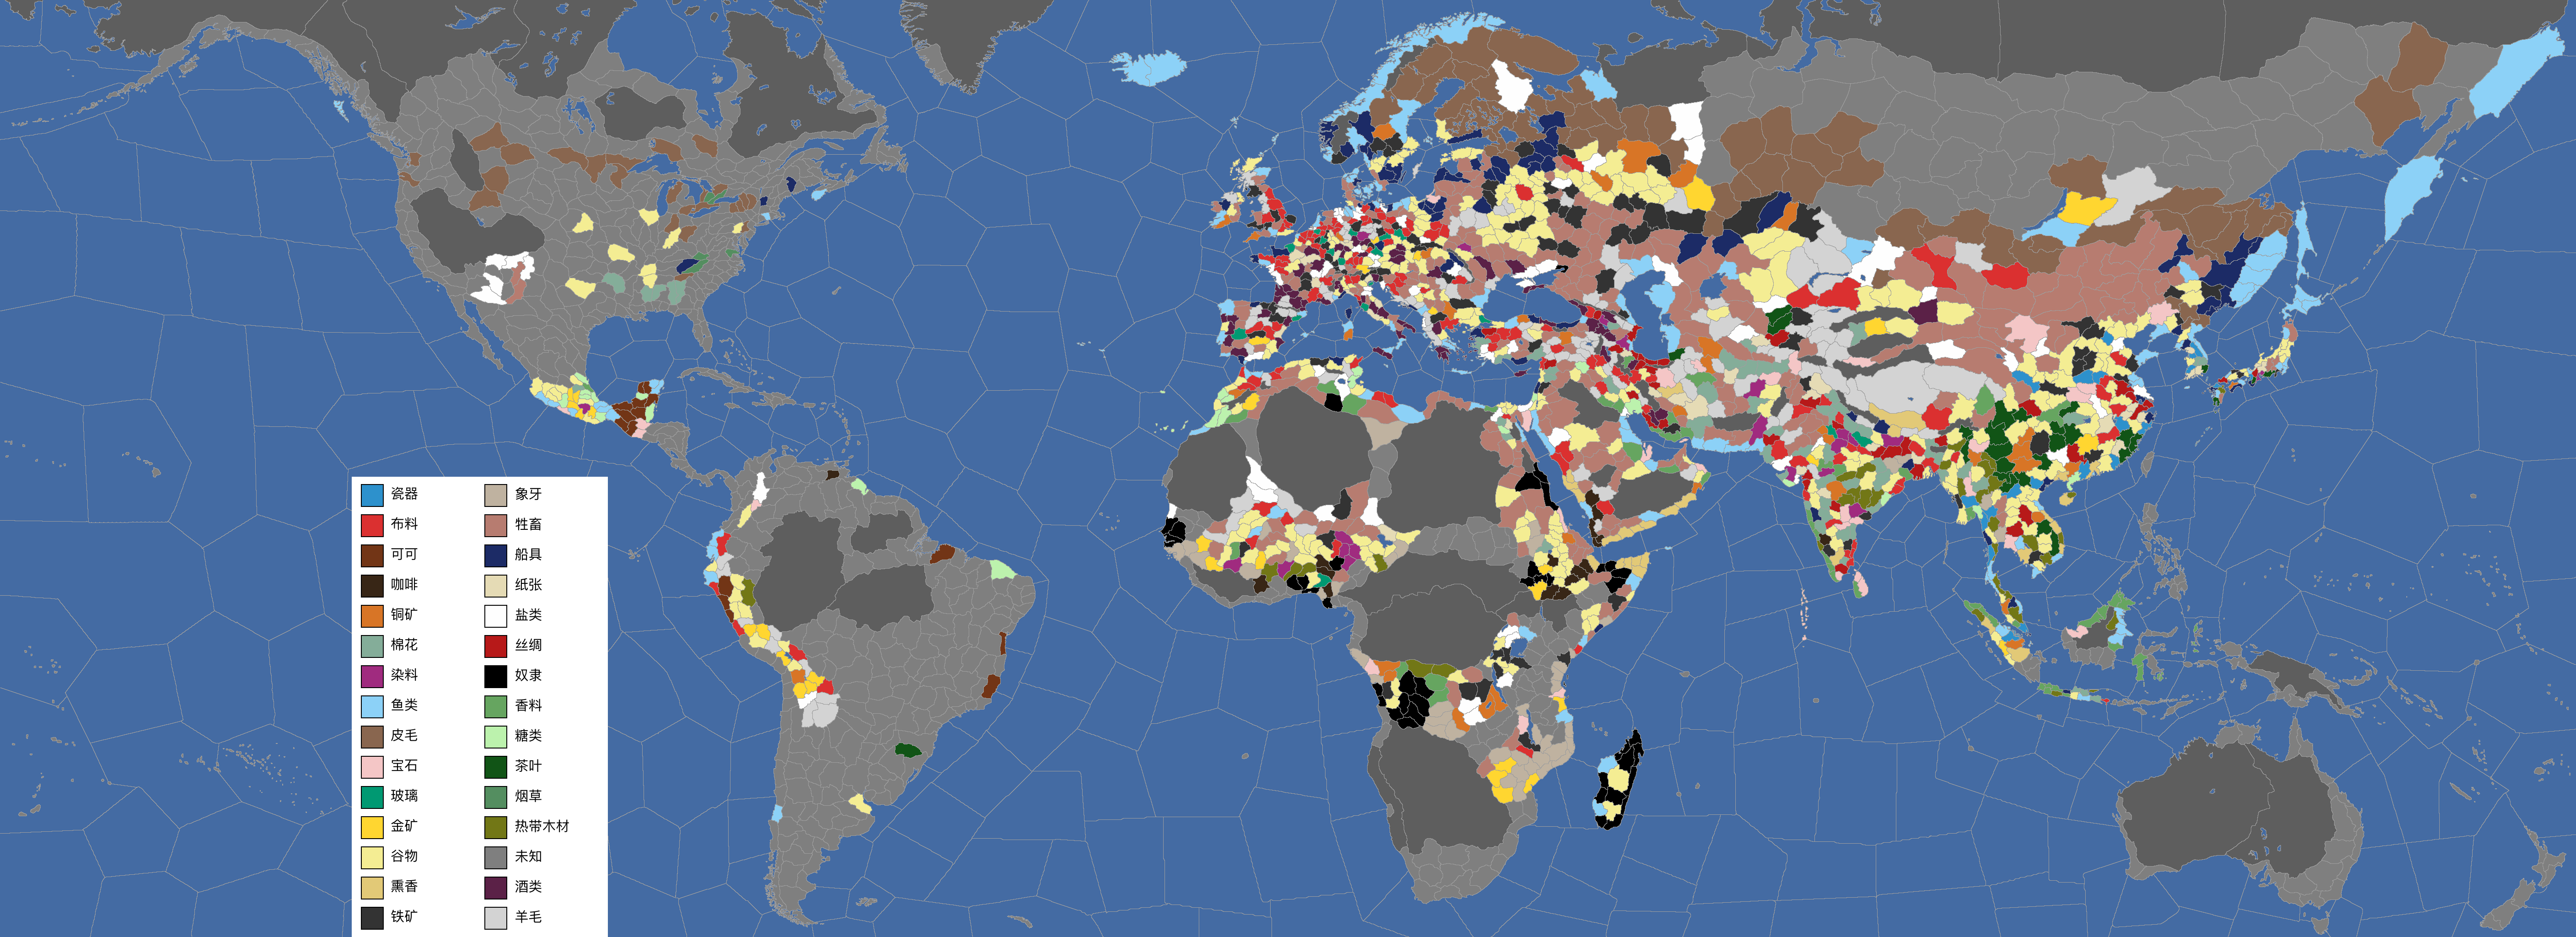 瓷器
布料
可可
咖啡
铜矿
棉花
染料
鱼类
皮毛
宝石
玻璃
金矿
谷物
熏香
铁矿
象牙
牲畜
船具
纸张
盐类
丝绸
奴隶
香料
糖类
茶叶
烟草
热带木材
未知
酒类
羊毛